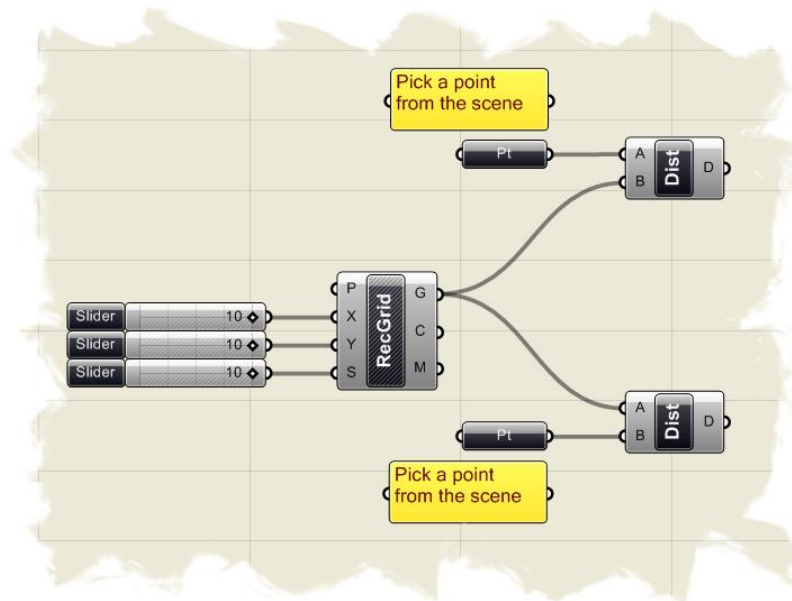 Pick a point
from the scene
Pt
A
B
Dist
D
P
X
Y
S
RecGrid
G
C
M
Slider 10
Slider 10
Slider 10
A
B
Dist
D
Pt
Pick a point
from the scene